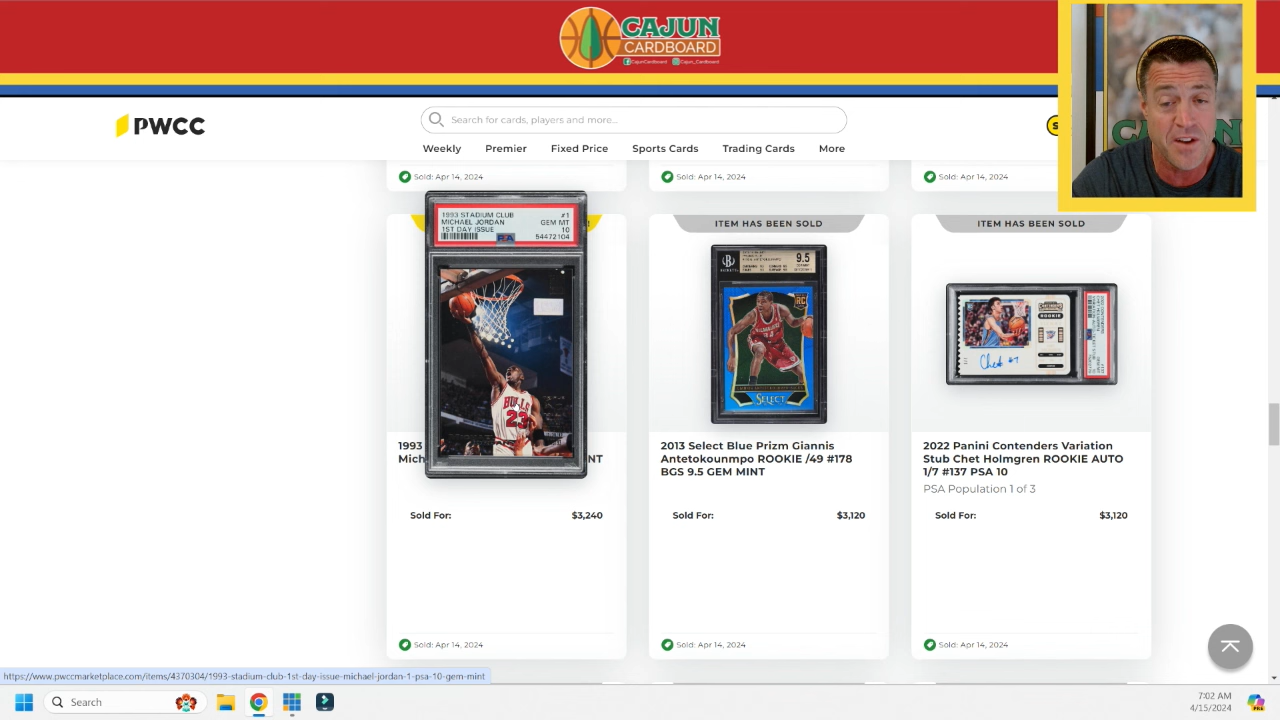 CAJUN
CARDBOARD
CajunCardboard Cajun_Cardboard
PWCC
Search for cards, players and more...
Weekly Premier Fixed Price Sports Cards Trading Cards More
Sold: Apr 14, 2024
Sold: Apr 14, 2024
Sold: Apr 14, 2024
1993 STADIUM CLUB #1
MICHAEL JORDAN GEM MT
1ST DAY ISSUE 10
PSA 54472104
BULLS
23
1993
Mich NT
Sold For: $3,240
Sold: Apr 14, 2024
ITEM HAS BEEN SOLD
9.5
RC
SELECT
2013 Select Blue Prizm Giannis
Antetokounmpo ROOKIE /49 #178
BGS 9.5 GEM MINT
Sold For: $3,120
Sold: Apr 14, 2024
ITEM HAS BEEN SOLD
ROOKIE
2022 Panini Contenders Variation
Stub Chet Holmgren ROOKIE AUTO
1/7 #137 PSA 10
PSA Population 1 of 3
Sold For: $3,120
Sold: Apr 14, 2024
https://www.pwccmarketplace.com/items/4370304/1993-stadium-club-1st-day-issue-michael-jordan-1-psa-10-gem-mint
Search
7:02 AM
4/15/2024